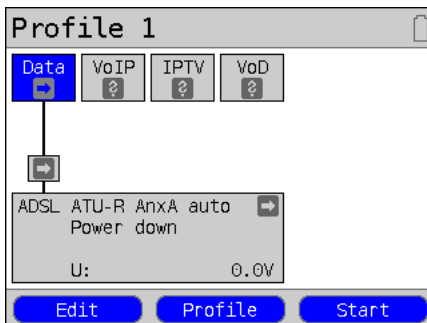 Profile 1
Data VoIP IPTV VoD
ADSL ATU-R AnxA auto
Power down
U: 0.0V
Edit Profile Start